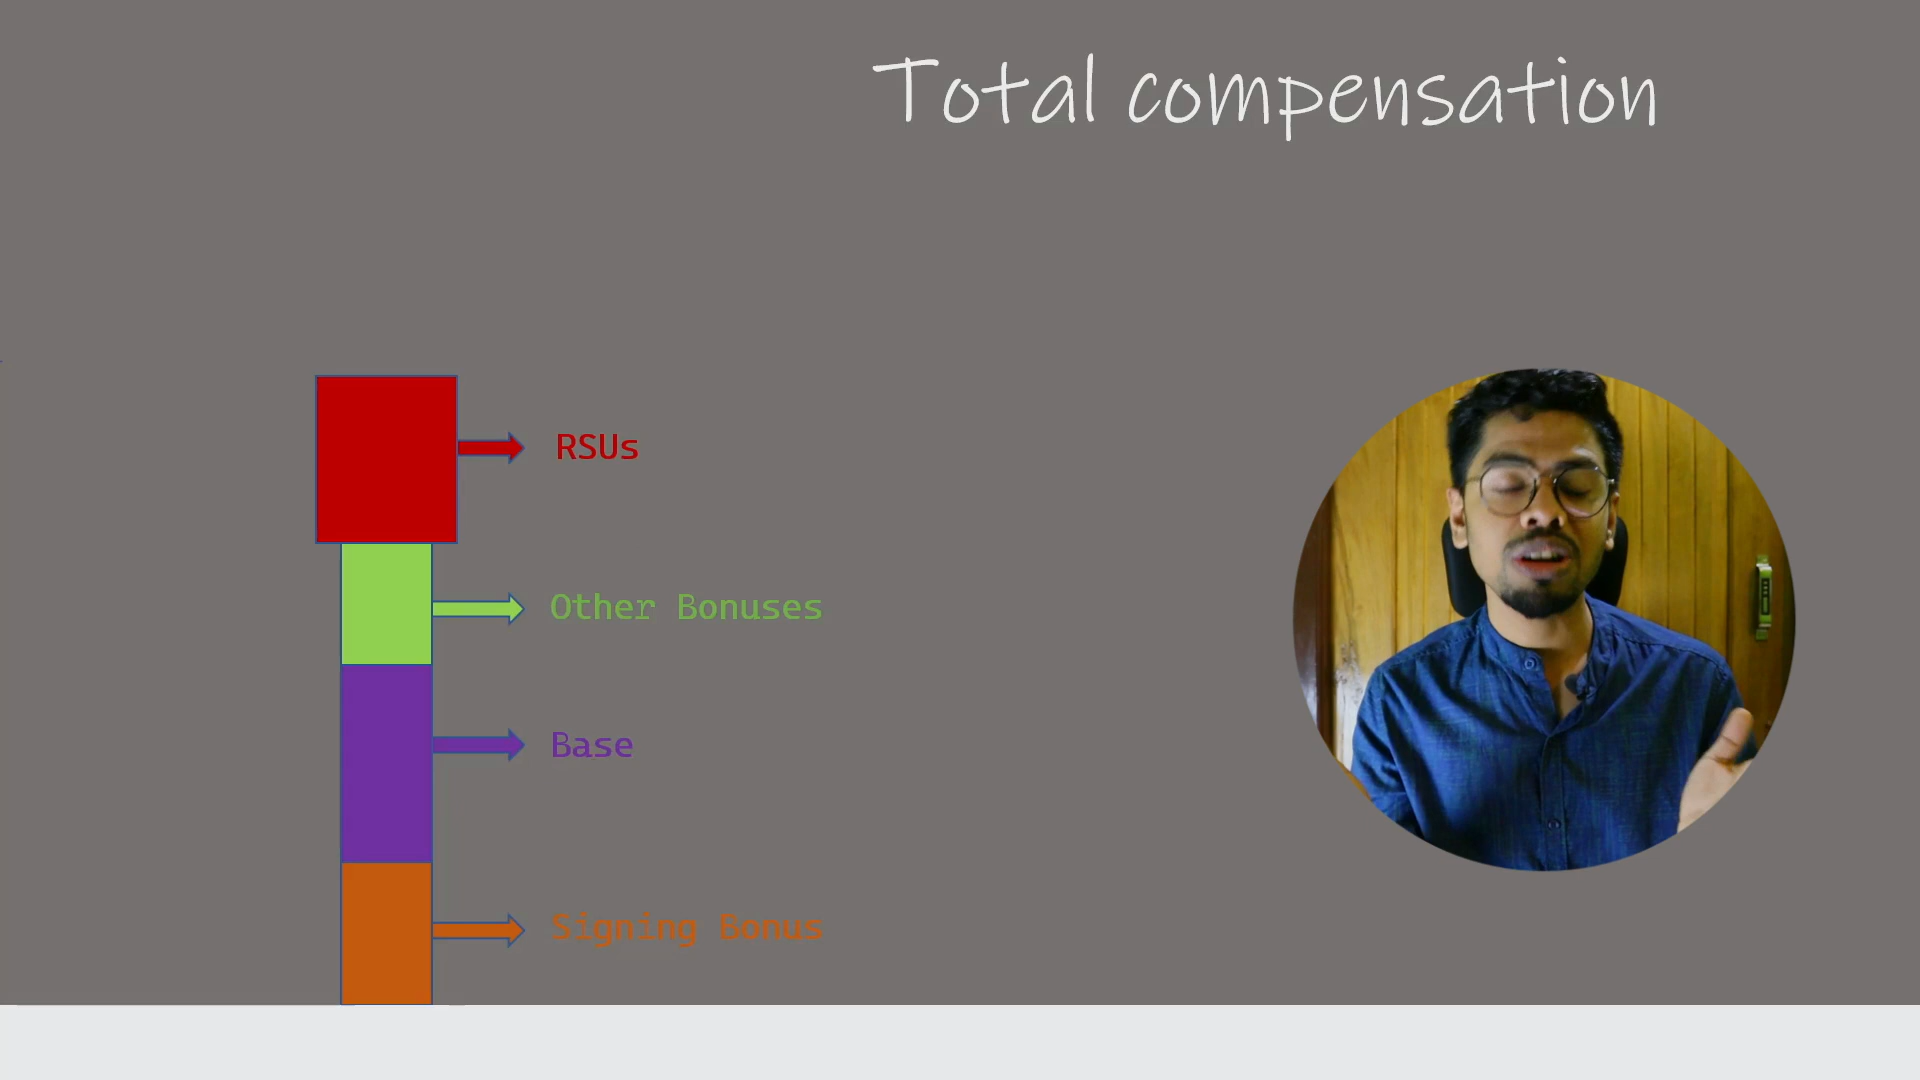 Total compensation
RSUs
Other Bonuses
Base
Signing Bonus